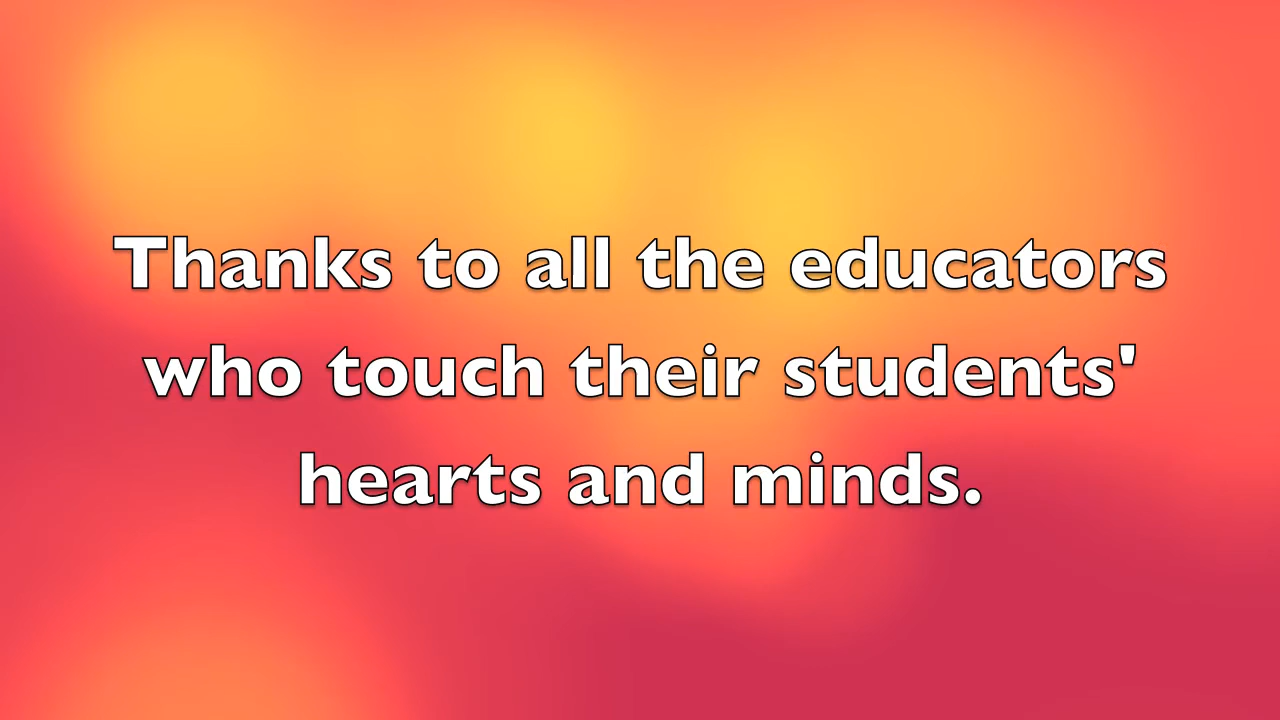 Thanks to all the educators
who touch their students'
hearts and minds.